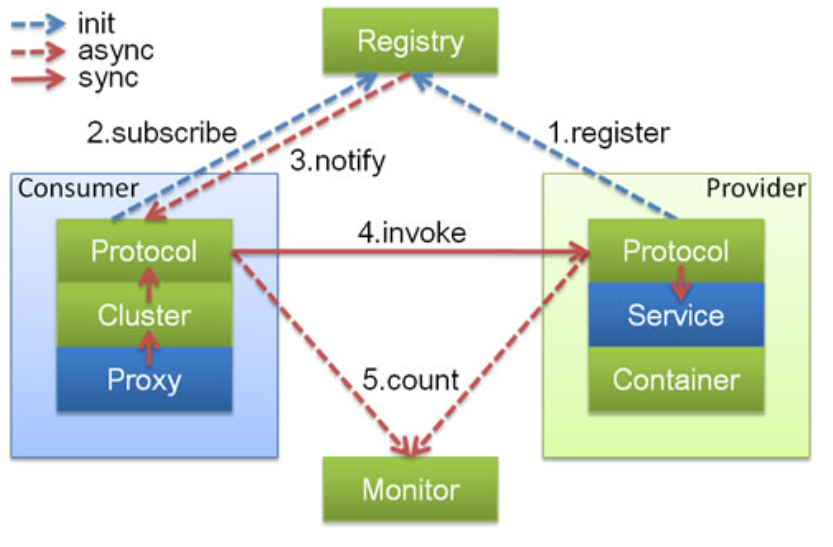 init
async
sync
Registry
2.subscribe
3.notify
1.register
Consumer
Protocol
Cluster
Proxy
4.invoke
5.count
Provider
Protocol
Service
Container
Monitor